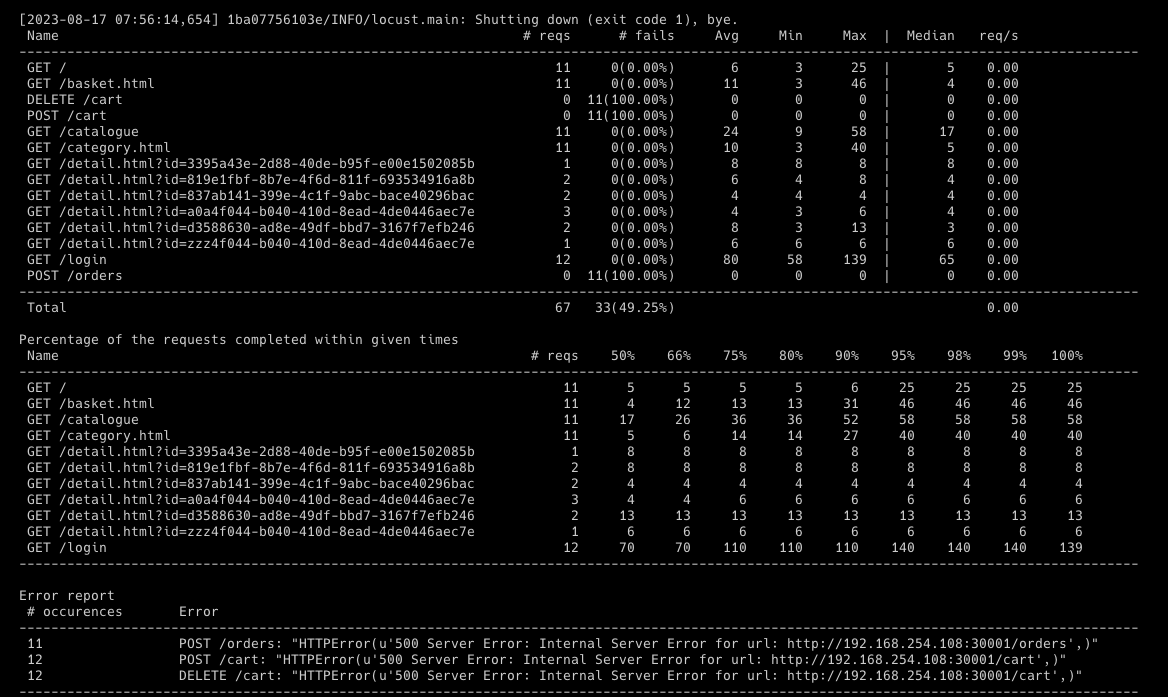 [2023-08-17 07:56:14,654] 1ba07756103e/INFO/locust.main: Shutting down (exit code 1), bye.
 Name                                                          # reqs      # fails     Avg     Min     Max  |  Median   req/s
--------------------------------------------------------------------------------------------------------------------------------------------
 GET /                                                             11     0(0.00%)       6       3      25  |       5    0.00
 GET /basket.html                                                  11     0(0.00%)      11       3      46  |       4    0.00
 DELETE /cart                                                       0  11(100.00%)       0       0       0  |       0    0.00
 POST /cart                                                         0  11(100.00%)       0       0       0  |       0    0.00
 GET /catalogue                                                    11     0(0.00%)      24       9      58  |      17    0.00
 GET /category.html                                                11     0(0.00%)      10       3      40  |       5    0.00
 GET /detail.html?id=3395a43e-2d88-40de-b95f-e00e1502085b           1     0(0.00%)       8       8       8  |       8    0.00
 GET /detail.html?id=819e1fbf-8b7e-4f6d-811f-693534916a8b           2     0(0.00%)       6       4       8  |       4    0.00
 GET /detail.html?id=837ab141-399e-4c1f-9abc-bace40296bac           2     0(0.00%)       4       4       4  |       4    0.00
 GET /detail.html?id=a0a4f044-b040-410d-8ead-4de0446aec7e           3     0(0.00%)       4       3       6  |       4    0.00
 GET /detail.html?id=d3588630-ad8e-49df-bbd7-3167f7efb246           2     0(0.00%)       8       3      13  |       3    0.00
 GET /detail.html?id=zzz4f044-b040-410d-8ead-4de0446aec7e           1     0(0.00%)       6       6       6  |       6    0.00
 GET /login                                                        12     0(0.00%)      80      58     139  |      65    0.00
 POST /orders                                                       0  11(100.00%)       0       0       0  |       0    0.00
--------------------------------------------------------------------------------------------------------------------------------------------
 Total                                                             67   33(49.25%)                                       0.00
Percentage of the requests completed within given times
 Name                                                           # reqs    50%    66%    75%    80%    90%    95%    98%    99%   100%
--------------------------------------------------------------------------------------------------------------------------------------------
 GET /                                                              11      5      5      5      5      6     25     25     25     25
 GET /basket.html                                                   11      4     12     13     13     31     46     46     46     46
 GET /catalogue                                                     11     17     26     36     36     52     58     58     58     58
 GET /category.html                                                 11      5      6     14     14     27     40     40     40     40
 GET /detail.html?id=3395a43e-2d88-40de-b95f-e00e1502085b            1      8      8      8      8      8      8      8      8      8
 GET /detail.html?id=819e1fbf-8b7e-4f6d-811f-693534916a8b            2      8      8      8      8      8      8      8      8      8
 GET /detail.html?id=837ab141-399e-4c1f-9abc-bace40296bac            2      4      4      4      4      4      4      4      4      4
 GET /detail.html?id=a0a4f044-b040-410d-8ead-4de0446aec7e            3      4      4      6      6      6      6      6      6      6
 GET /detail.html?id=d3588630-ad8e-49df-bbd7-3167f7efb246            2     13     13     13     13     13     13     13     13     13
 GET /detail.html?id=zzz4f044-b040-410d-8ead-4de0446aec7e            1      6      6      6      6      6      6      6      6      6
 GET /login                                                         12     70     70    110    110    110    140    140    140    139
--------------------------------------------------------------------------------------------------------------------------------------------
Error report
 # occurences       Error
--------------------------------------------------------------------------------------------------------------------------------------------
 11                 POST /orders: "HTTPError(u'500 Server Error: Internal Server Error for url: http://192.168.254.108:30001/orders',)"
 12                 POST /cart: "HTTPError(u'500 Server Error: Internal Server Error for url: http://192.168.254.108:30001/cart',)"
 12                 DELETE /cart: "HTTPError(u'500 Server Error: Internal Server Error for url: http://192.168.254.108:30001/cart',)"
--------------------------------------------------------------------------------------------------------------------------------------------